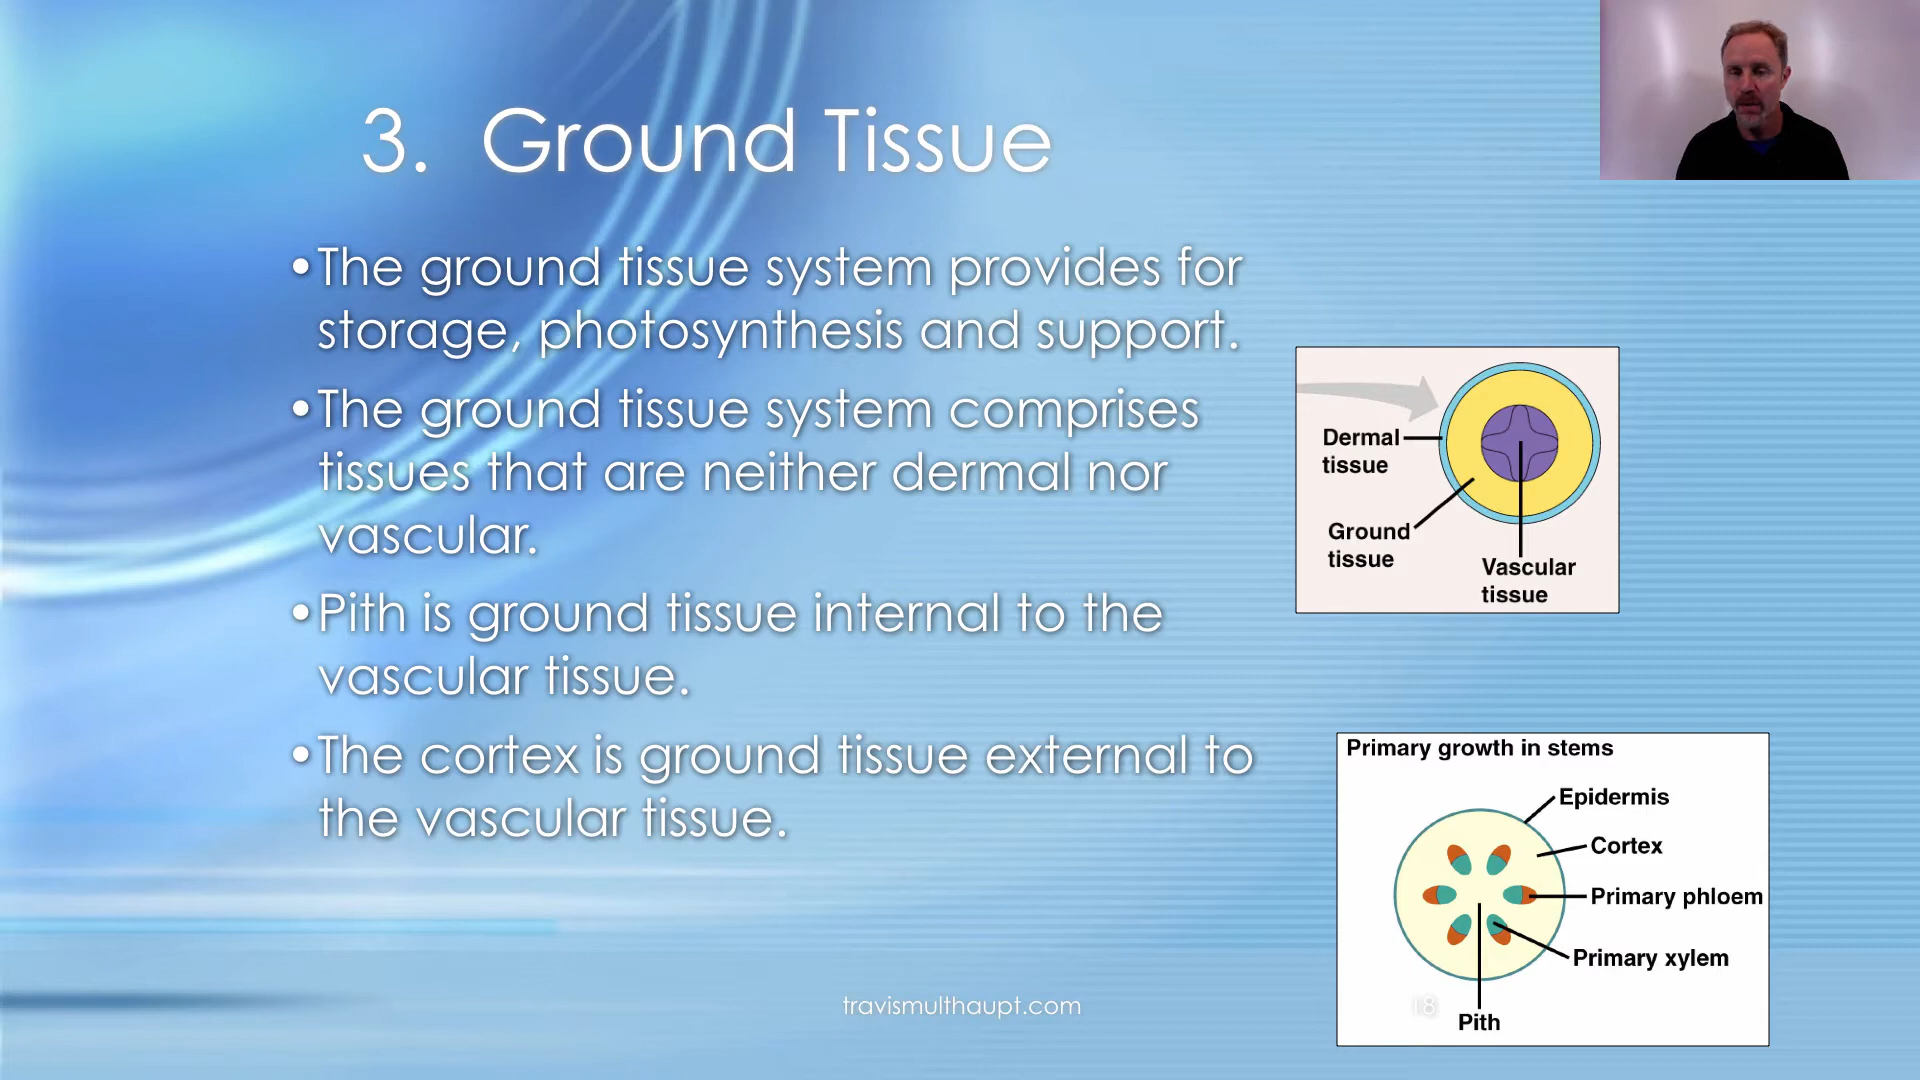 3. Ground Tissue
•The ground tissue system provides for
storage, photosynthesis and support.
•The ground tissue system comprises
tissues that are neither dermal nor
vascular.
•Pith is ground tissue internal to the
vascular tissue.
•The cortex is ground tissue external to
the vascular tissue.
Dermal
tissue
Ground
tissue
Vascular
tissue
Primary growth in stems
Epidermis
Cortex
Primary phloem
Primary xylem
Pith
travismulthaupt.com
18